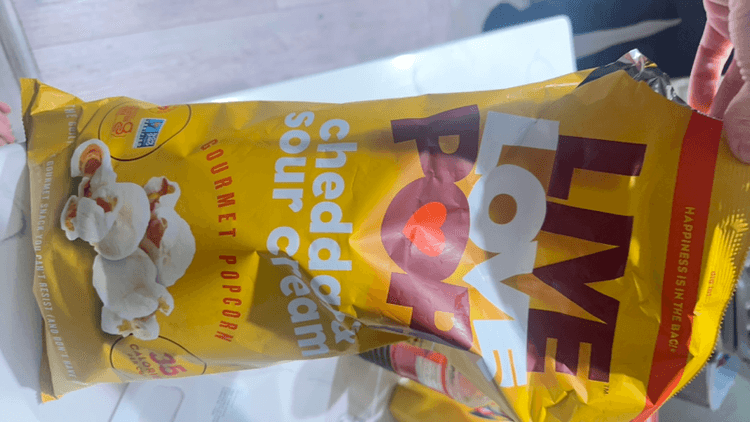 HAPPINESS IS IN THE BAG
LIVE
LOVE
POP
cheddar
sour cream
GOURMET POPCORN